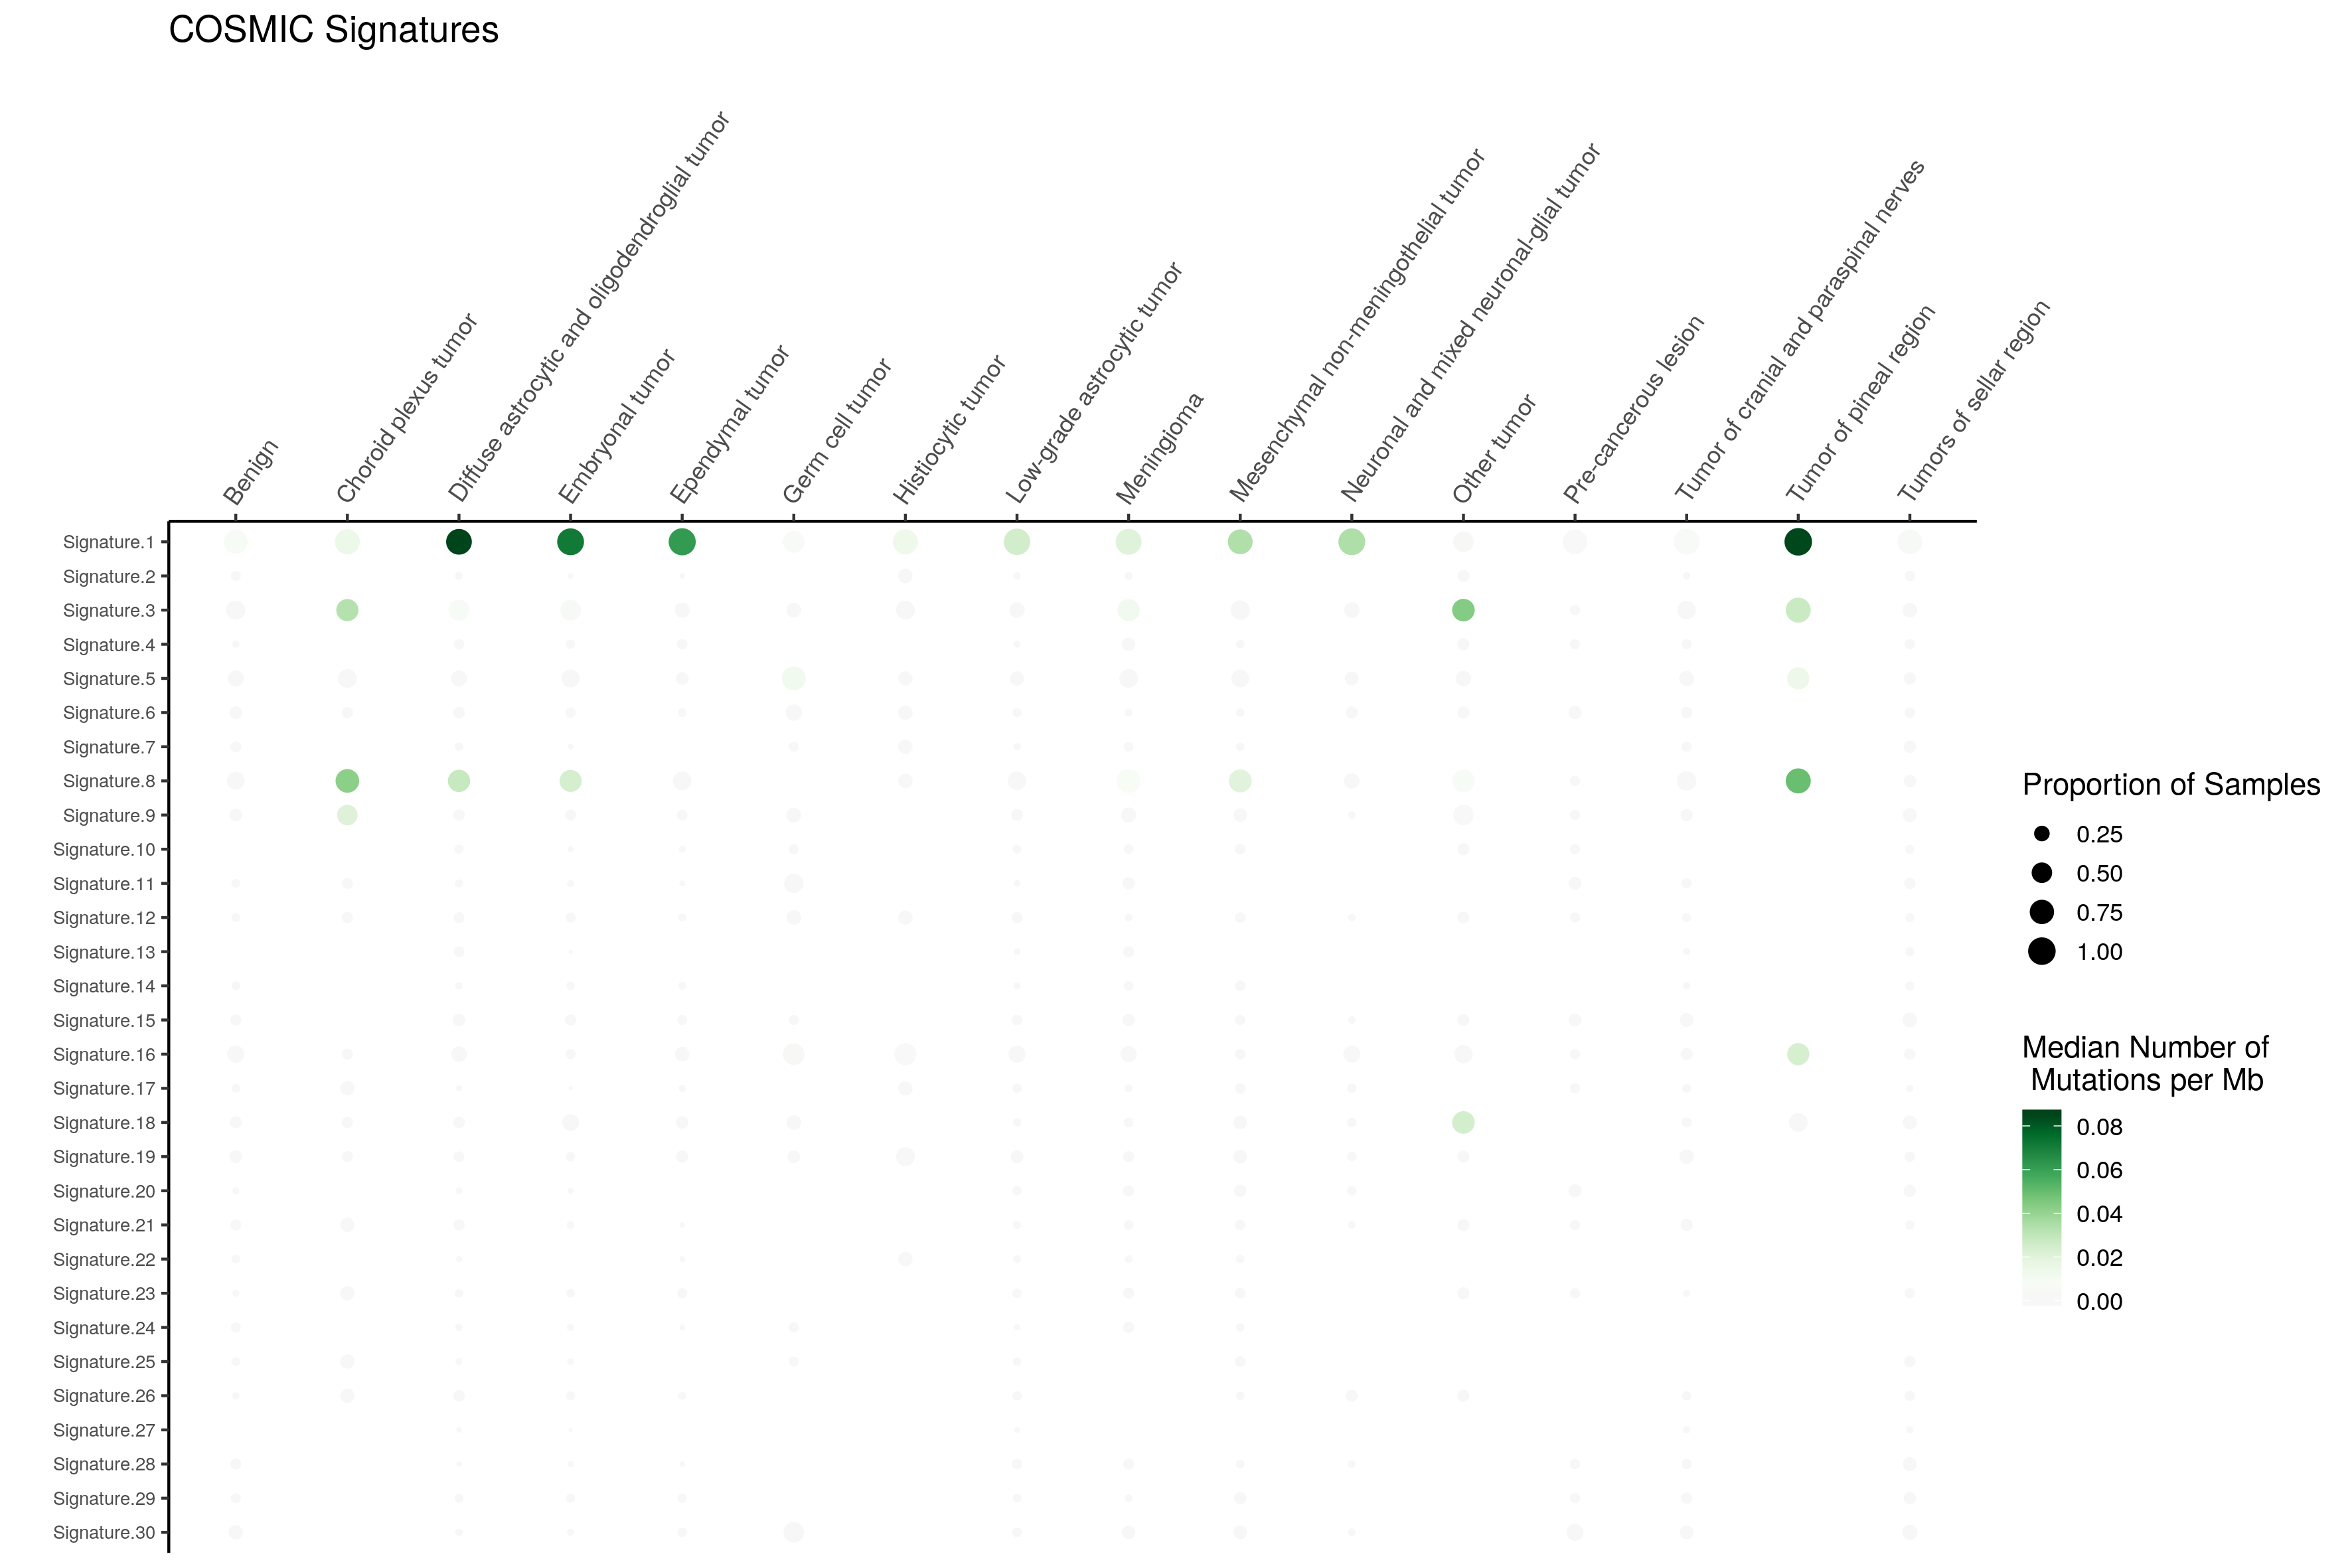 COSMIC Signatures
Benign
Choroid plexus tumor
Diffuse astrocytic and oligodendroglial tumor
Embryonal tumor
Ependymal tumor
Germ cell tumor
Histiocytic tumor
Low-grade astrocytic tumor
Meningioma
Mesenchymal non-meningothelial tumor
Neuronal and mixed neuronal-glial tumor
Other tumor
Pre-cancerous lesion
Tumor of cranial and paraspinal nerves
Tumor of pineal region
Tumors of sellar region
Signature.1
Signature.2
Signature.3
Signature.4
Signature.5
Signature.6
Signature.7
Signature.8
Signature.9
Signature.10
Signature.11
Signature.12
Signature.13
Signature.14
Signature.15
Signature.16
Signature.17
Signature.18
Signature.19
Signature.20
Signature.21
Signature.22
Signature.23
Signature.24
Signature.25
Signature.26
Signature.27
Signature.28
Signature.29
Signature.30
Proportion of Samples
0.25
0.50
0.75
1.00
Median Number of
Mutations per Mb
0.08
0.06
0.04
0.02
0.00